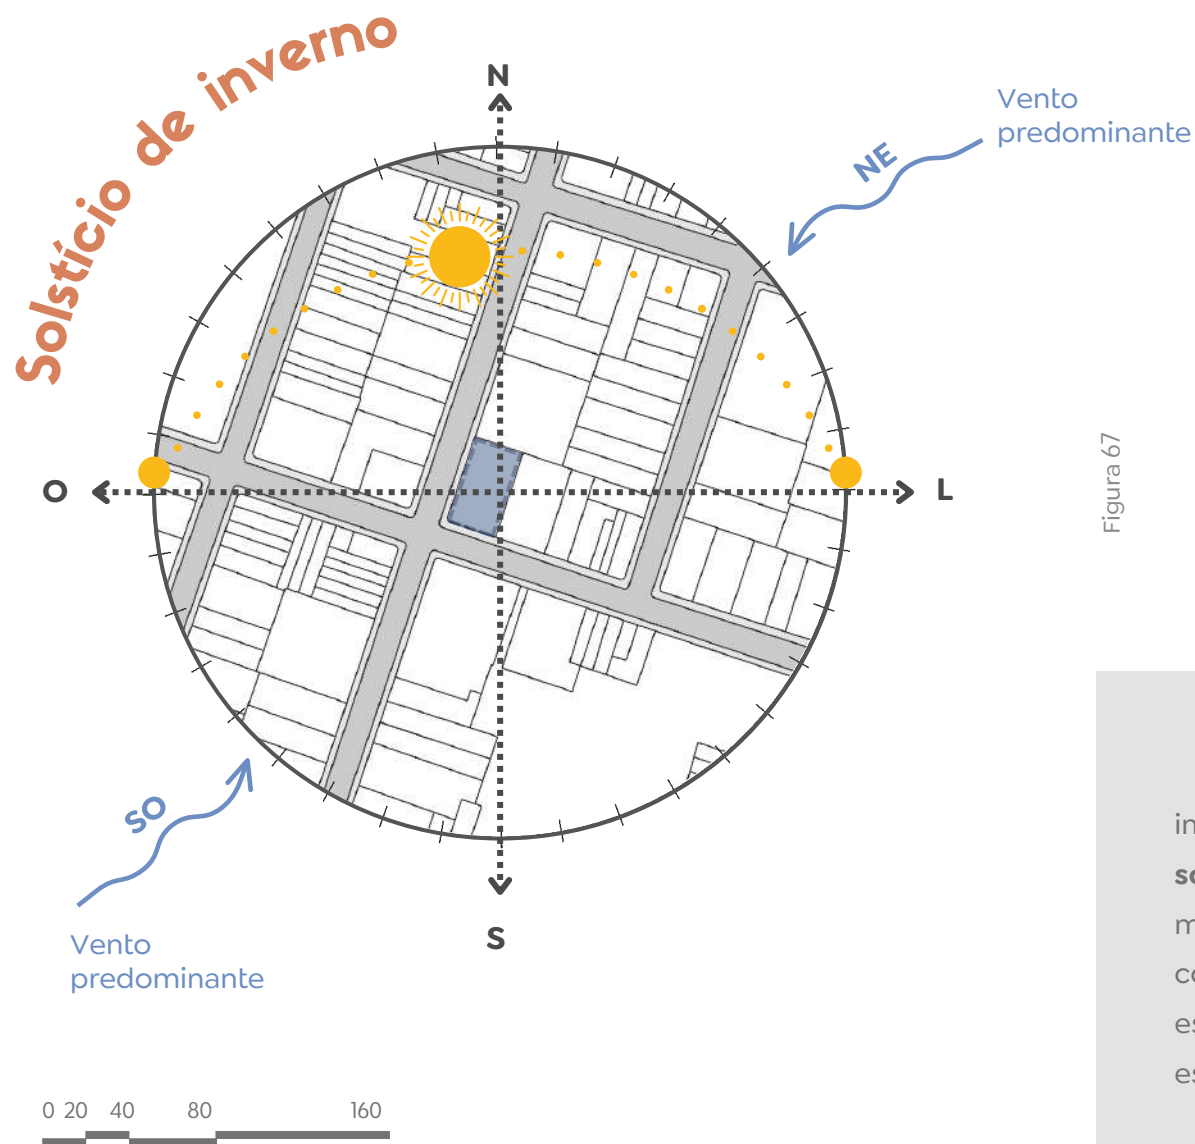 Solstício de inverno
N
Vento
predominante
NE
O
L
Figura 67
SO
S
Vento
predominante
0 20 40 80 160